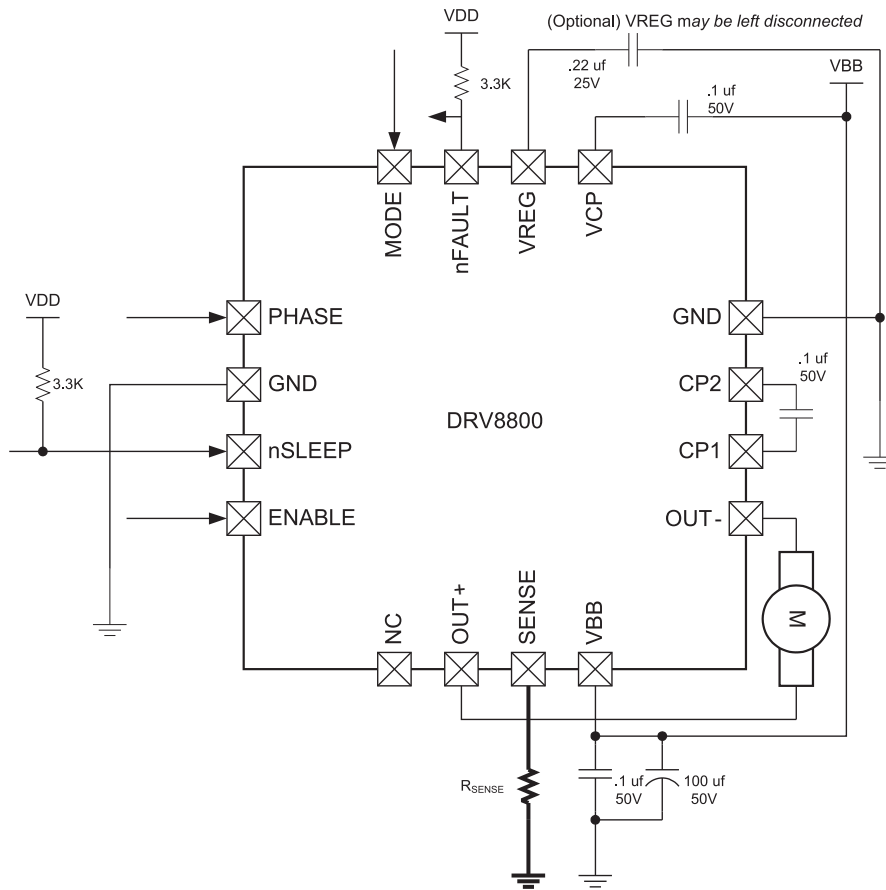 (Optional) VREG may be left disconnected
VDD
3.3K
.22 uf
25V
.1 uf
50V
VBB
MODE
nFAULT
VREG
VCP
VDD
3.3K
PHASE
GND
nSLEEP
ENABLE
DRV8800
GND
CP2
CP1
OUT-
.1 uf
50V
M
NC
OUT+
SENSE
VBB
RSENSE
.1 uf
50V
100 uf
50V